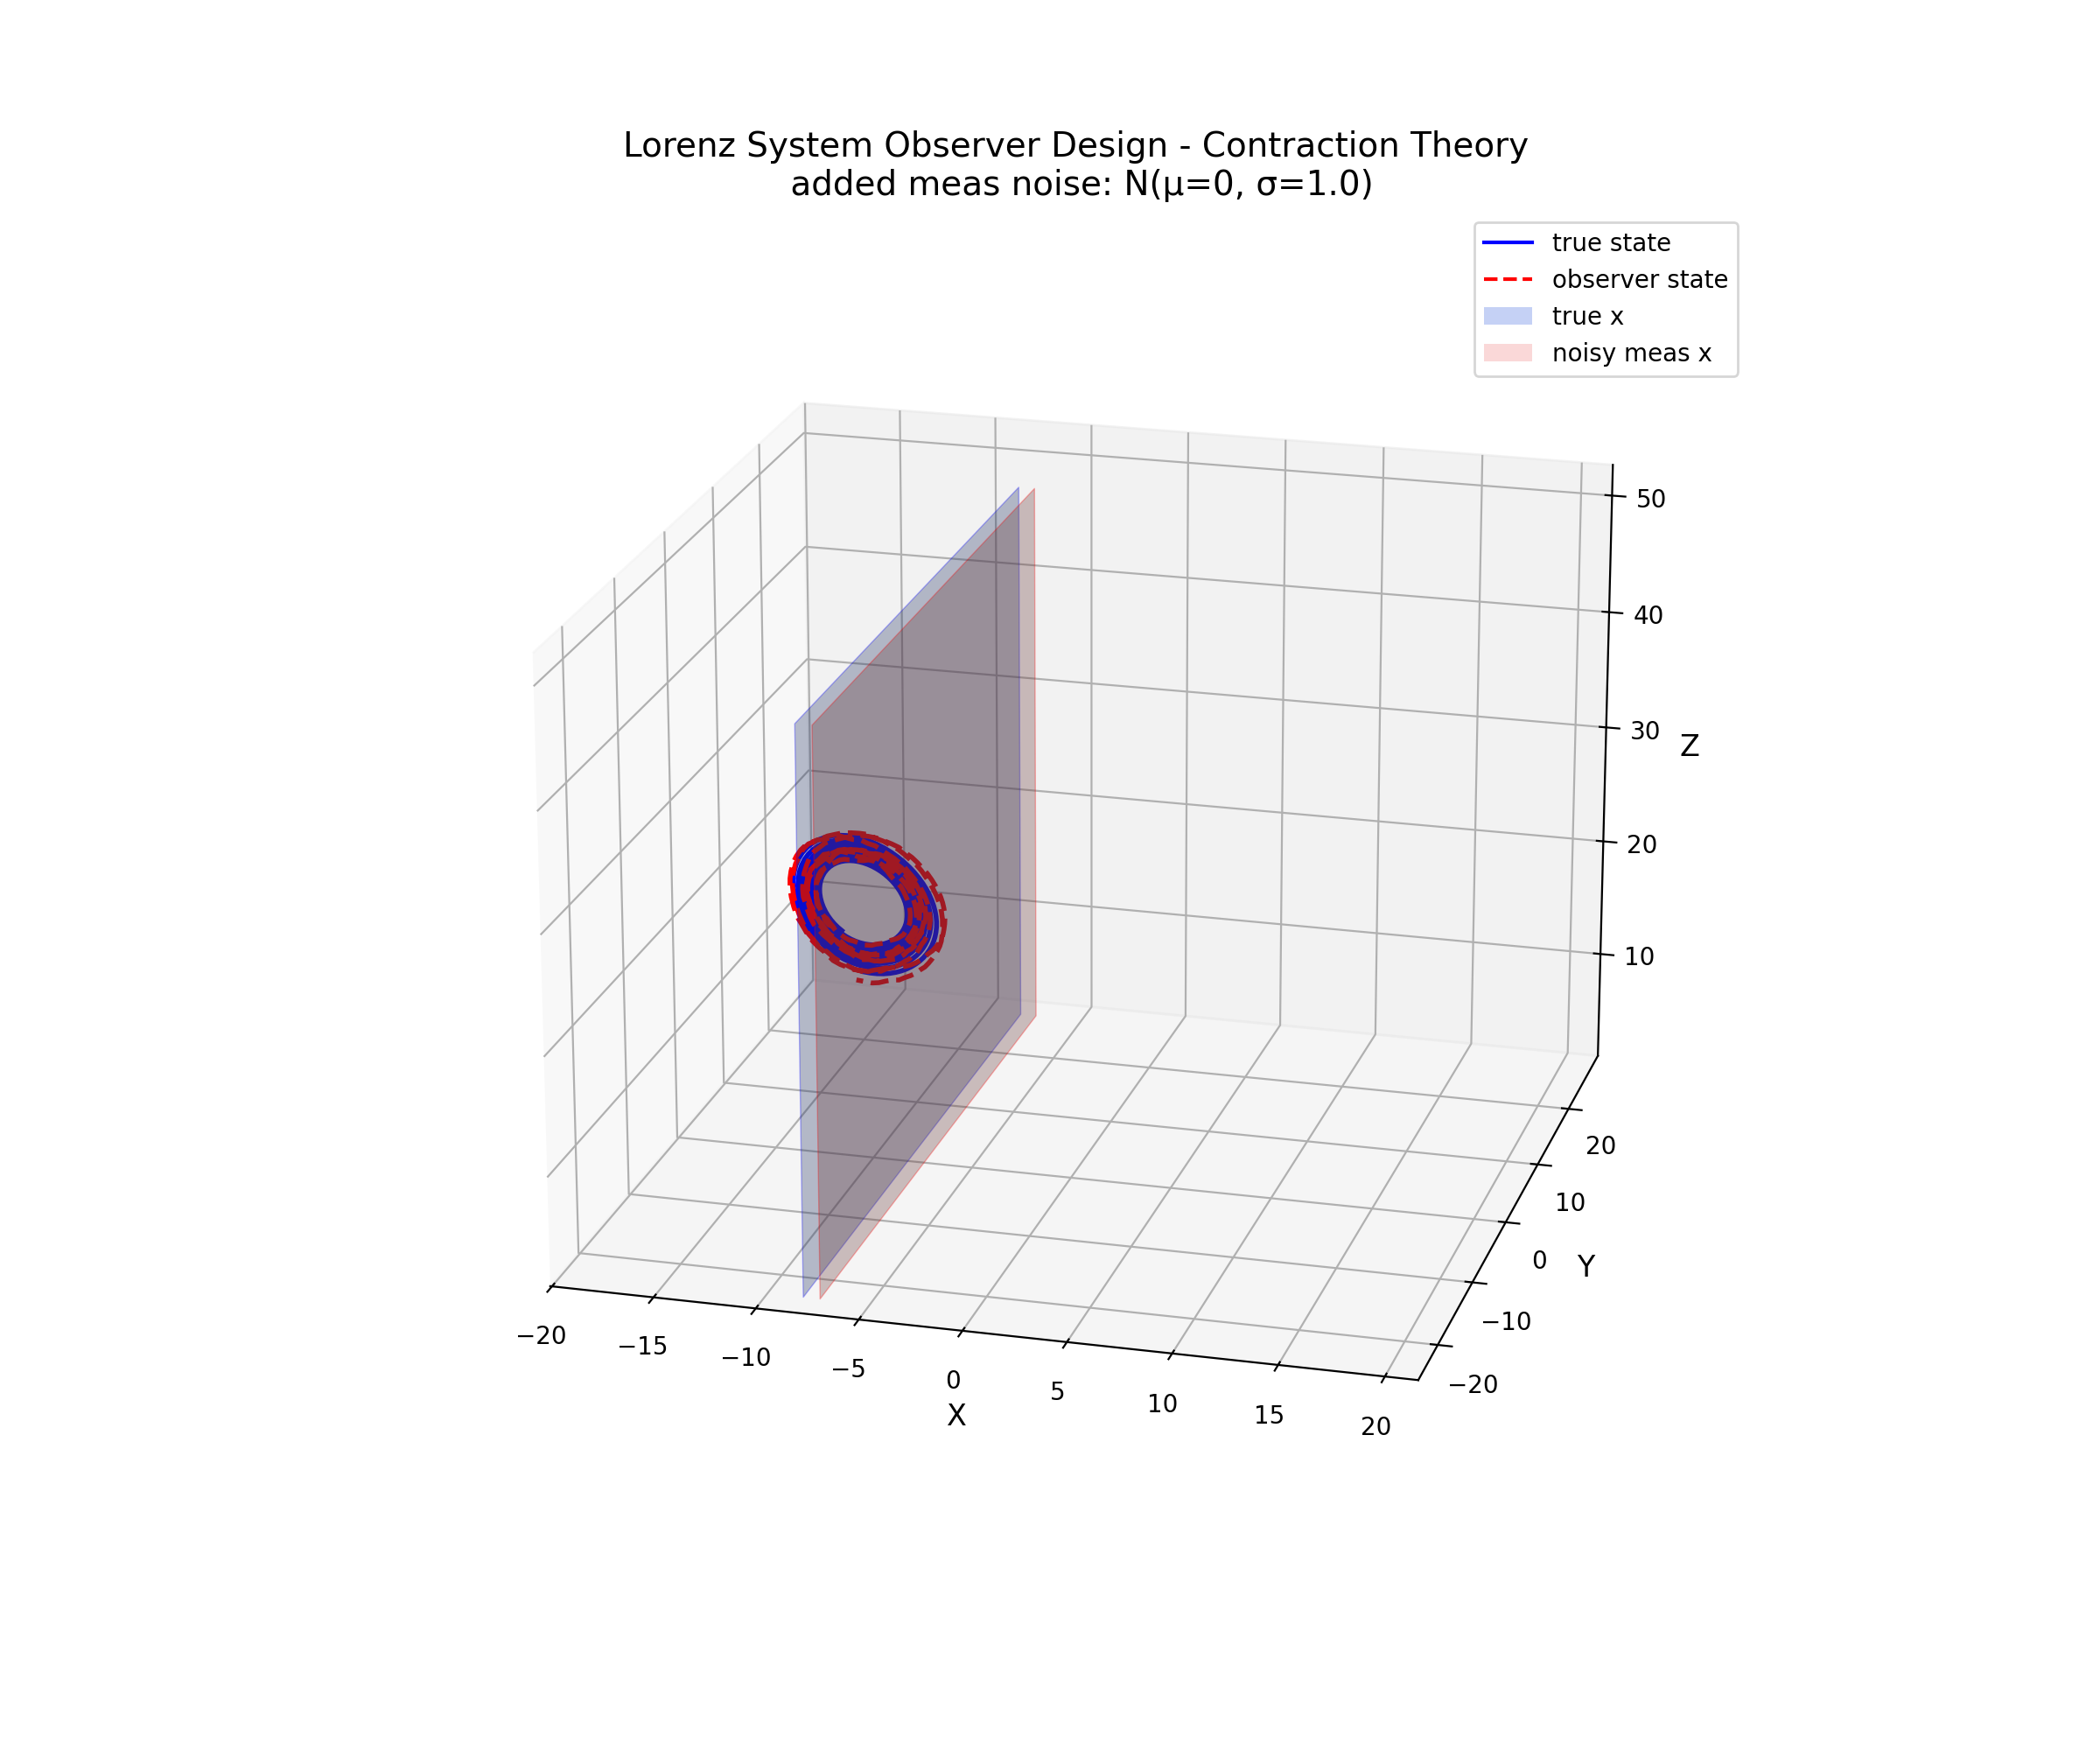 Lorenz System Observer Design - Contraction Theory
added meas noise: N(μ=0, σ=1.0)
true state
observer state
true x
noisy meas x
50
40
30
20
10
Z
20
10
0
−10
−20
Y
−20
−15
−10
−5
0
5
10
15
20
X